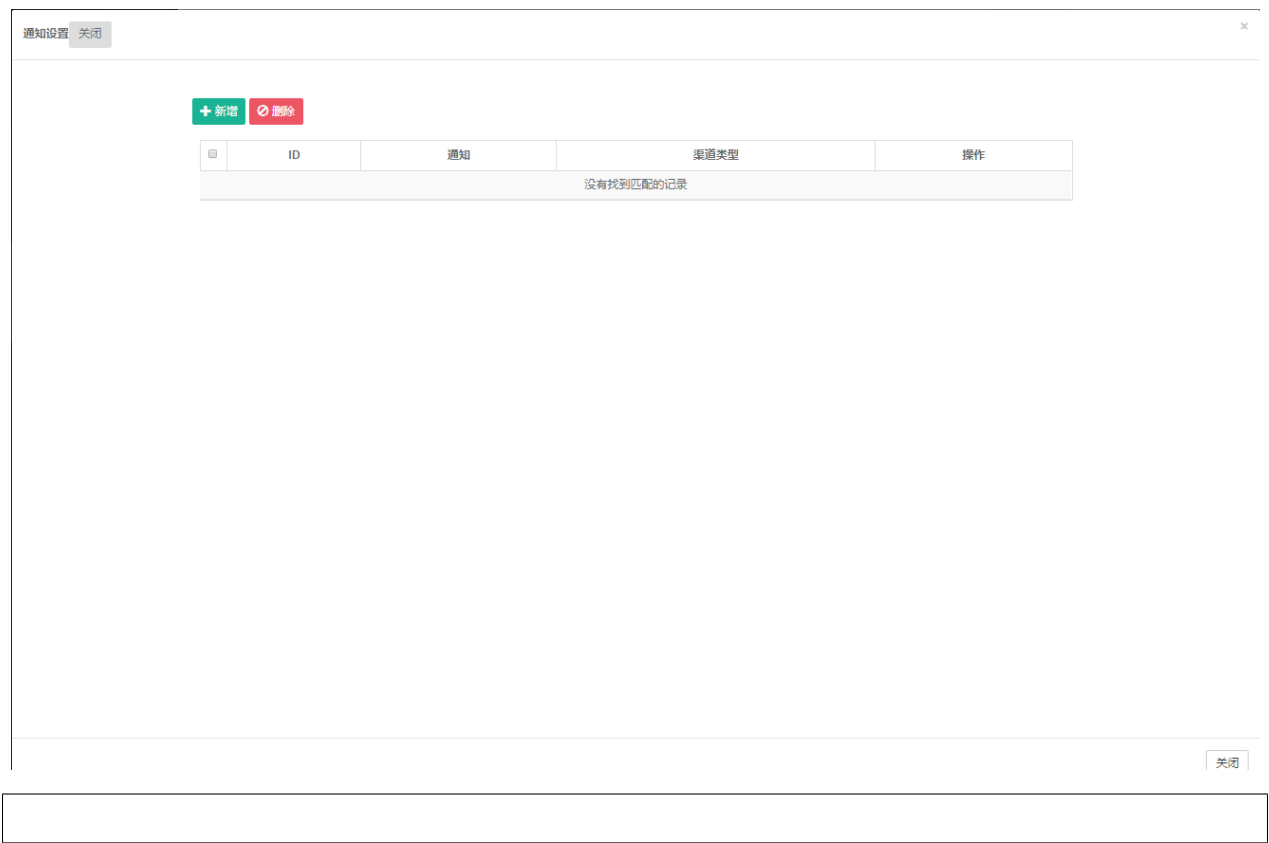 通知设置 关闭 ×
新增 删除
ID 通知 渠道类型 操作
没有找到匹配的记录
关闭